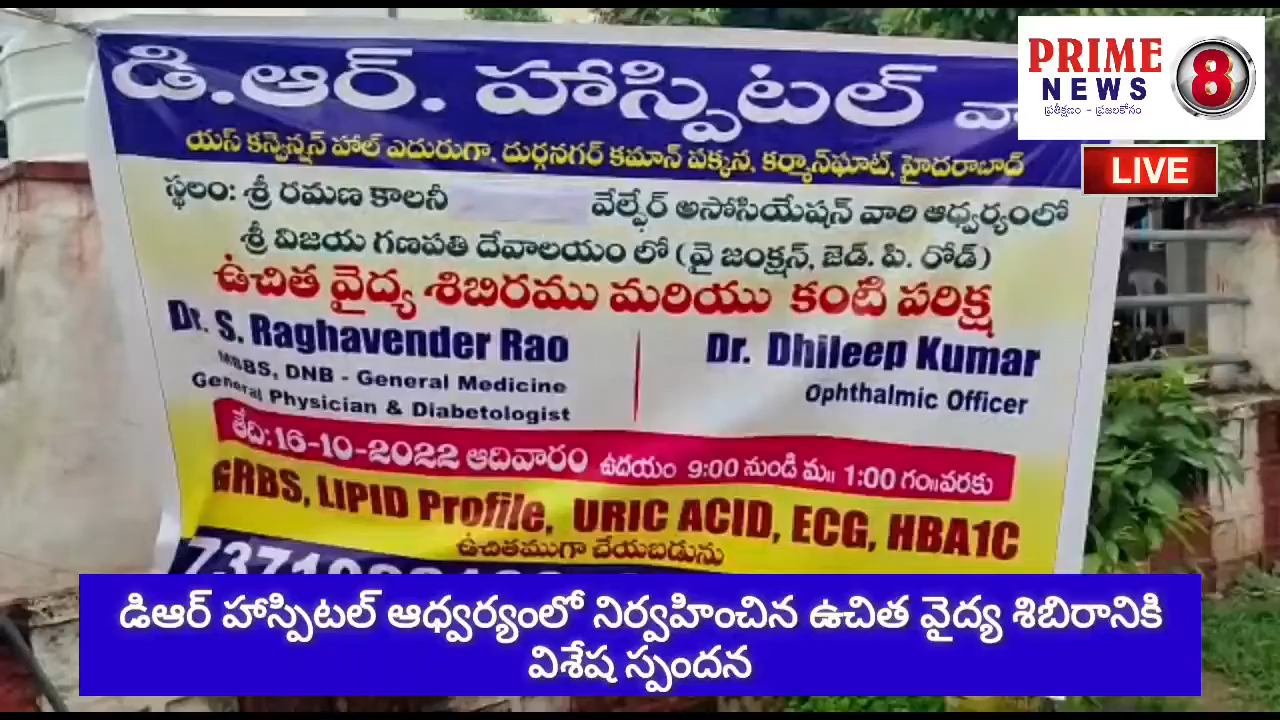 డి.ఆర్. హాస్పిటల్
యస్ కన్వెన్షన్ హాల్ ఎదురుగా, దుర్గనగర్ కమాన్ పక్కన, కర్మాన్‌ఘాట్, హైదరాబాద్
స్థలం: శ్రీ రమణ కాలనీ వేల్ఫేర్ అసోసియేషన్ వారి ఆధ్వర్యంలో
శ్రీ విజయ గణపతి దేవాలయం లో (వై జంక్షన్, జెడ్. పి. రోడ్)
ఉచిత వైద్య శిబిరము మరియు కంటి పరిక్ష
Dr. S. Raghavender Rao
MBBS, DNB - General Medicine
General Physician & Diabetologist
Dr. Dhileep Kumar
Ophthalmic Officer
తేది:16-10-2022 ఆదివారం ఉదయం 9:00 నుండి మ॥ 1:00 గం॥వరకు
GRBS, LIPID Profile, URIC ACID, ECG, HBA1C
ఉచితముగా చేయబడును
PRIME NEWS 8
ప్రతీక్షణం - ప్రజలకోసం
LIVE
డిఆర్ హాస్పిటల్ ఆధ్వర్యంలో నిర్వహించిన ఉచిత వైద్య శిబిరానికి
విశేష స్పందన